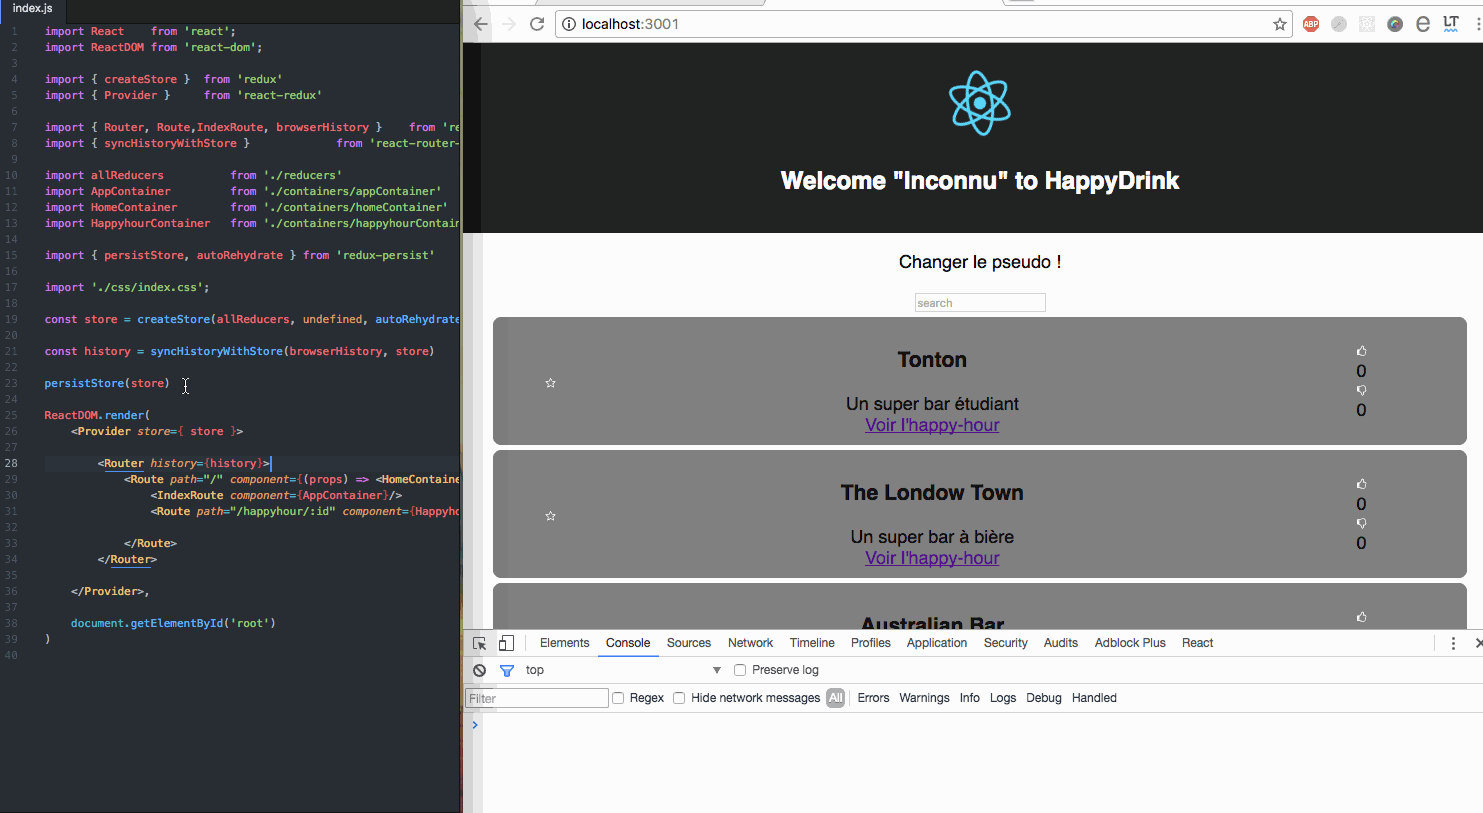 index.js
1 import React    from 'react';
2 import ReactDOM from 'react-dom';
3
4 import { createStore }  from 'redux'
5 import { Provider }     from 'react-redux'
6
7 import { Router, Route,IndexRoute, browserHistory }    from 're
8 import { syncHistoryWithStore }             from 'react-router-
9
10 import allReducers          from './reducers'
11 import AppContainer         from './containers/appContainer'
12 import HomeContainer        from './containers/homeContainer'
13 import HappyhourContainer   from './containers/happyhourContain
14
15 import { persistStore, autoRehydrate } from 'redux-persist'
16
17 import './css/index.css';
18
19 const store = createStore(allReducers, undefined, autoRehydrate
20
21 const history = syncHistoryWithStore(browserHistory, store)
22
23 persistStore(store)
24
25 ReactDOM.render(
26     <Provider store={ store }>
27
28         <Router history={history}>
29             <Route path="/" component={(props) => <HomeContaine
30                 <IndexRoute component={AppContainer}/>
31                 <Route path="/happyhour/:id" component={Happyho
32
33             </Route>
34         </Router>
35
36     </Provider>,
37
38     document.getElementById('root')
39 )
40
localhost:3001
ABP
LT
Welcome "Inconnu" to HappyDrink
Changer le pseudo !
search
Tonton
Un super bar étudiant
Voir l'happy-hour
0
0
The Londow Town
Un super bar à bière
Voir l'happy-hour
0
0
Australian Bar
Elements Console Sources Network Timeline Profiles Application Security Audits Adblock Plus React
top Preserve log
Filter Regex Hide network messages All Errors Warnings Info Logs Debug Handled